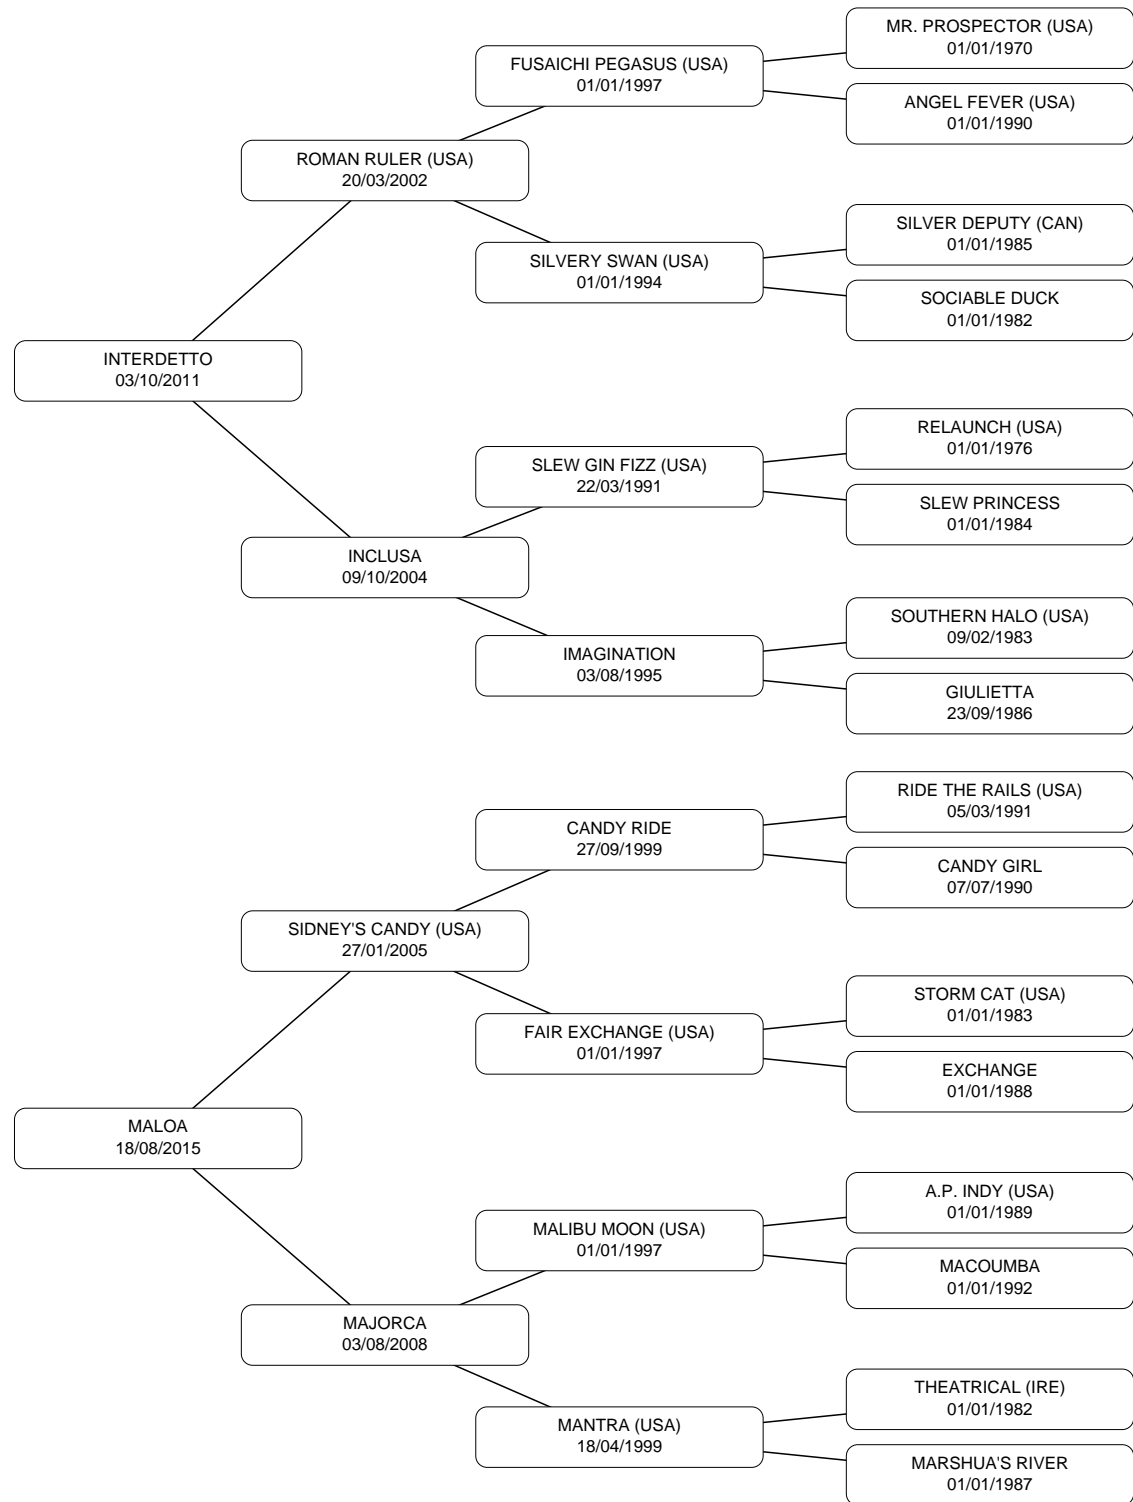 MR. PROSPECTOR (USA)
01/01/1970
FUSAICHI PEGASUS (USA)
01/01/1997
ANGEL FEVER (USA)
01/01/1990
ROMAN RULER (USA)
20/03/2002
SILVER DEPUTY (CAN)
01/01/1985
SILVERY SWAN (USA)
01/01/1994
SOCIABLE DUCK
01/01/1982
INTERDETTO
03/10/2011
RELAUNCH (USA)
01/01/1976
SLEW GIN FIZZ (USA)
22/03/1991
SLEW PRINCESS
01/01/1984
INCLUSA
09/10/2004
SOUTHERN HALO (USA)
09/02/1983
IMAGINATION
03/08/1995
GIULIETTA
23/09/1986
RIDE THE RAILS (USA)
05/03/1991
CANDY RIDE
27/09/1999
CANDY GIRL
07/07/1990
SIDNEY'S CANDY (USA)
27/01/2005
STORM CAT (USA)
01/01/1983
FAIR EXCHANGE (USA)
01/01/1997
EXCHANGE
01/01/1988
MALOA
18/08/2015
A.P. INDY (USA)
01/01/1989
MALIBU MOON (USA)
01/01/1997
MACOUMBA
01/01/1992
MAJORCA
03/08/2008
THEATRICAL (IRE)
01/01/1982
MANTRA (USA)
18/04/1999
MARSHUA'S RIVER
01/01/1987